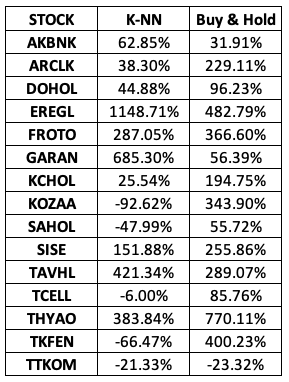 STOCK K-NN Buy & Hold
AKBNK 62.85% 31.91%
ARCLK 38.30% 229.11%
DOHOL 44.88% 96.23%
EREGL 1148.71% 482.79%
FROTO 287.05% 366.60%
GARAN 685.30% 56.39%
KCHOL 25.54% 194.75%
KOZAA -92.62% 343.90%
SAHOL -47.99% 55.72%
SISE 151.88% 255.86%
TAVHL 421.34% 289.07%
TCELL -6.00% 85.76%
THYAO 383.84% 770.11%
TKFEN -66.47% 400.23%
TTKOM -21.33% -23.32%